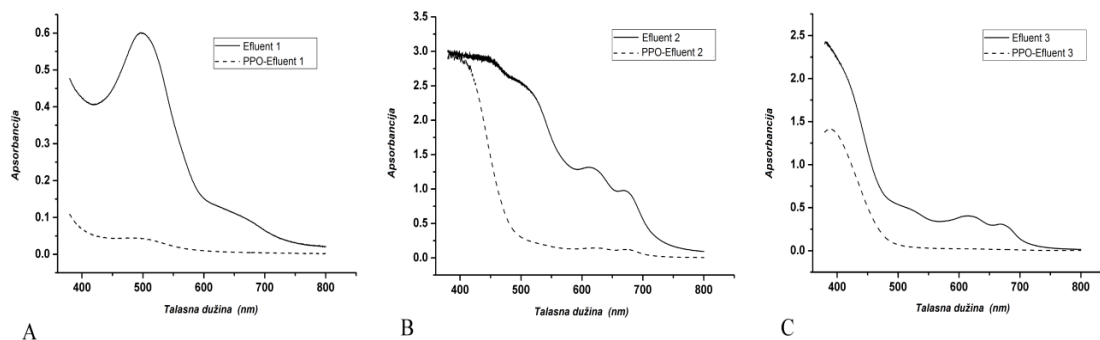 0.6
0.5
0.4
0.3
0.2
0.1
0.0
Apsorbancija
Efluent 1
PPO-Efluent 1
400 500 600 700 800
Talasna dužina (nm)
A
3.5
3.0
2.5
2.0
1.5
1.0
0.5
0.0
Apsorbancija
Efluent 2
PPO-Efluent 2
400 500 600 700 800
Talasna dužina (nm)
B
2.5
2.0
1.5
1.0
0.5
0.0
Apsorbancija
Efluent 3
PPO-Efluent 3
400 500 600 700 800
Talasna dužina (nm)
C